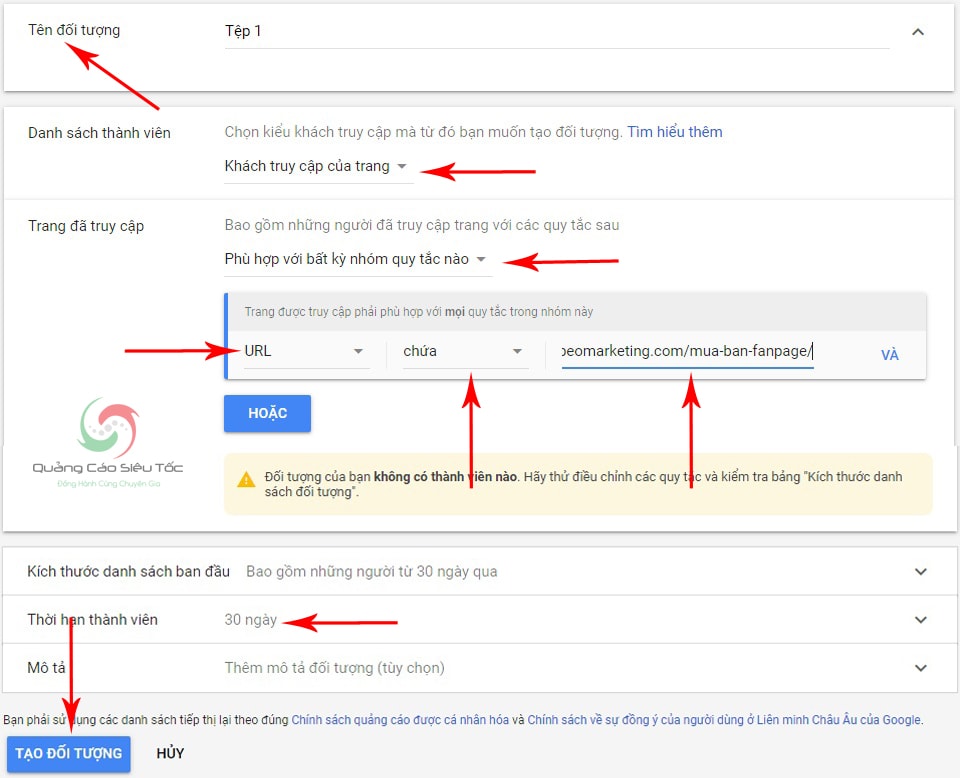 Tên đối tượng
Tệp 1
Danh sách thành viên
Chọn kiểu khách truy cập mà từ đó bạn muốn tạo đối tượng. Tìm hiểu thêm
Khách truy cập của trang
Trang đã truy cập
Bao gồm những người đã truy cập trang với các quy tắc sau
Phù hợp với bất kỳ nhóm quy tắc nào
Trang được truy cập phải phù hợp với mọi quy tắc trong nhóm này
URL
chứa
eomarketing.com/mua-ban-fanpage/
VÀ
HOẶC
Quảng Cáo Siêu Tốc
Đồng Hành Cùng Chuyên Gia
Đối tượng của bạn không có thành viên nào. Hãy thử điều chỉnh các quy tắc và kiểm tra bảng "Kích thước danh
sách đối tượng".
Kích thước danh sách ban đầu
Bao gồm những người từ 30 ngày qua
Thời hạn thành viên
30 ngày
Mô tả
Thêm mô tả đối tượng (tùy chọn)
Bạn phải sử dụng các danh sách tiếp thị lại theo đúng Chính sách quảng cáo được cá nhân hóa và Chính sách về sự đồng ý của người dùng ở Liên minh Châu Âu của Google.
TẠO ĐỐI TƯỢNG
HỦY